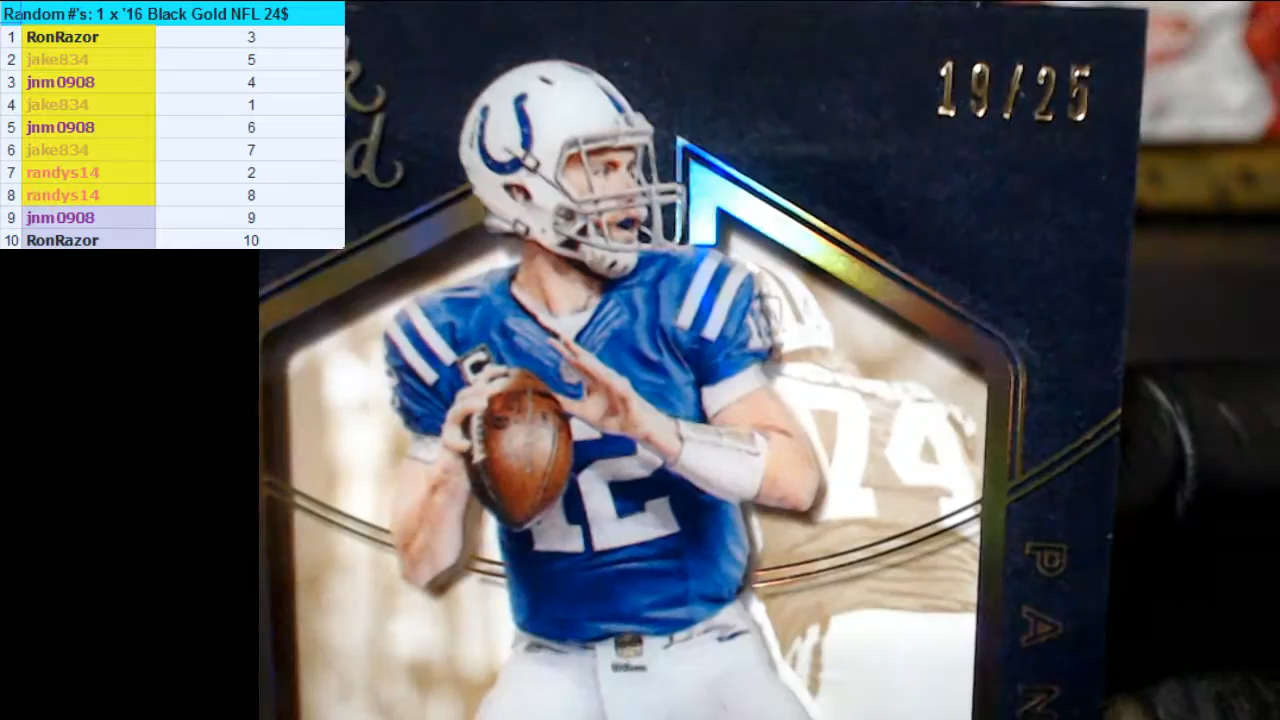 Random #'s: 1 x '16 Black Gold NFL 24$
1 RonRazor 3
2 jake834 5
3 jnm0908 4
4 jake834 1
5 jnm0908 6
6 jake834 7
7 randys14 2
8 randys14 8
9 jnm0908 9
10 RonRazor 10
19/25
12
74
PAN